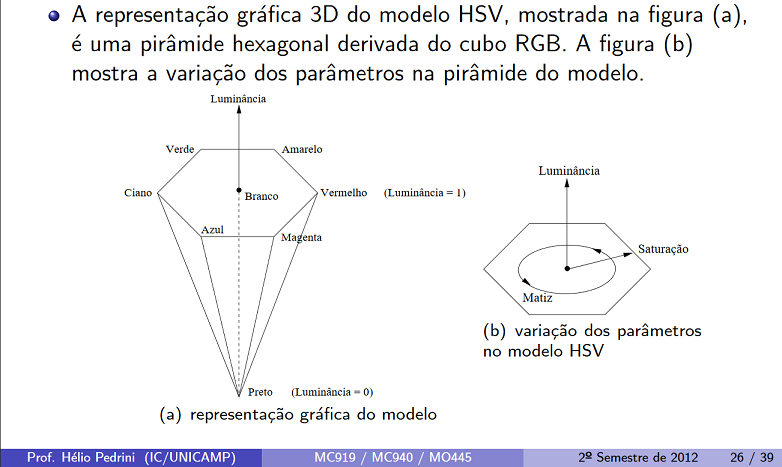 A representação gráfica 3D do modelo HSV, mostrada na figura (a),
é uma pirâmide hexagonal derivada do cubo RGB. A figura (b)
mostra a variação dos parâmetros na pirâmide do modelo.
Luminância
Verde
Amarelo
Ciano
Branco
Vermelho
(Luminância = 1)
Azul
Magenta
Preto
(Luminância = 0)
(a) representação gráfica do modelo
Luminância
Saturação
Matiz
(b) variação dos parâmetros
no modelo HSV
Prof. Hélio Pedrini (IC/UNICAMP)
MC919 / MC940 / MO445
2º Semestre de 2012
26 / 39